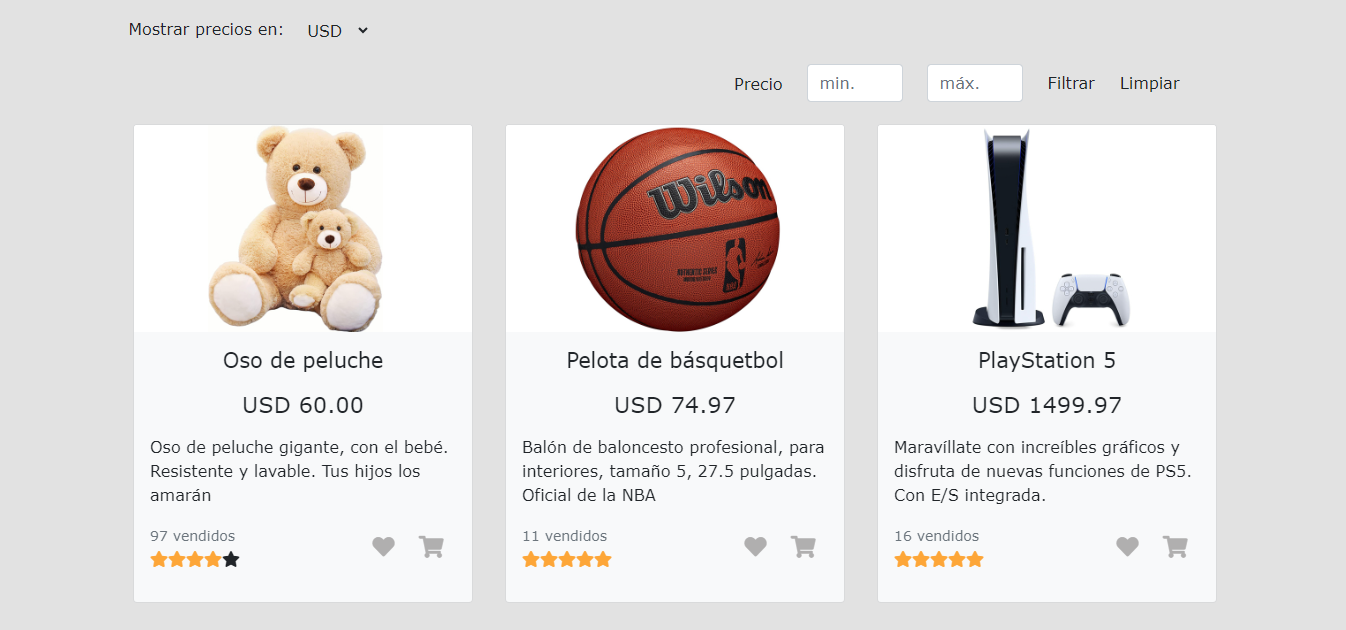 Mostrar precios en: USD
Precio min. máx. Filtrar Limpiar
Wilson
Oso de peluche
USD 60.00
Oso de peluche gigante, con el bebé.
Resistente y lavable. Tus hijos los
amarán
97 vendidos
Pelota de básquetbol
USD 74.97
Balón de baloncesto profesional, para
interiores, tamaño 5, 27.5 pulgadas.
Oficial de la NBA
11 vendidos
PlayStation 5
USD 1499.97
Maravíllate con increíbles gráficos y
disfruta de nuevas funciones de PS5.
Con E/S integrada.
16 vendidos